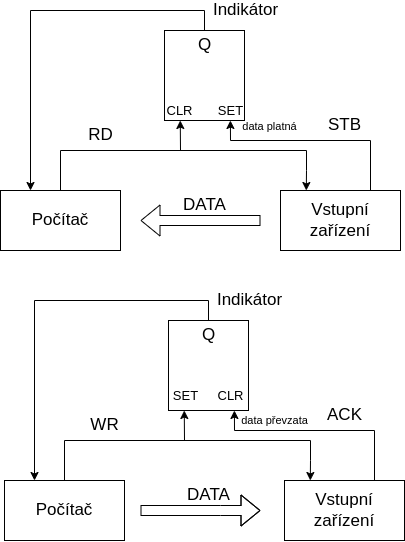 Indikátor
Q
CLR SET
data platná STB
RD
Počítač
DATA
Vstupní
zařízení
Indikátor
Q
SET CLR
data převzata ACK
WR
Počítač
DATA
Vstupní
zařízení